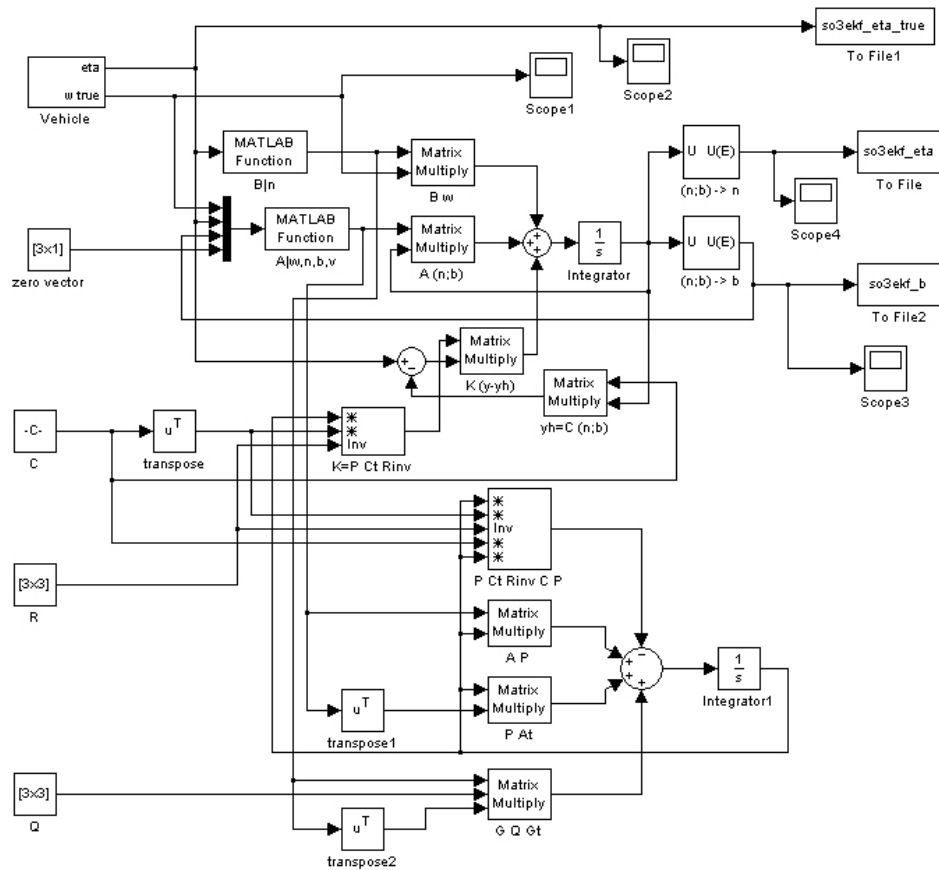 so3ekf_eta_true
To File1
eta
w true
Vehicle
Scope1
Scope2
MATLAB
Function
B|n
Matrix
Multiply
B w
U U(E)
(n;b) -> n
so3ekf_eta
To File
Scope4
[3x1]
zero vector
MATLAB
Function
A|w,n,b,v
Matrix
Multiply
A (n;b)
+
+
+
1
s
Integrator
U U(E)
(n;b) -> b
so3ekf_b
To File2
Scope3
+
−
Matrix
Multiply
K (y-yh)
Matrix
Multiply
yh=C (n;b)
-C-
C
u
T
transpose
*
*
Inv
K=P Ct Rinv
*
*
Inv
*
*
P Ct Rinv C P
[3x3]
R
Matrix
Multiply
A P
−
+
+
+
1
s
Integrator1
u
T
transpose1
Matrix
Multiply
P At
[3x3]
Q
Matrix
Multiply
G Q Gt
u
T
transpose2